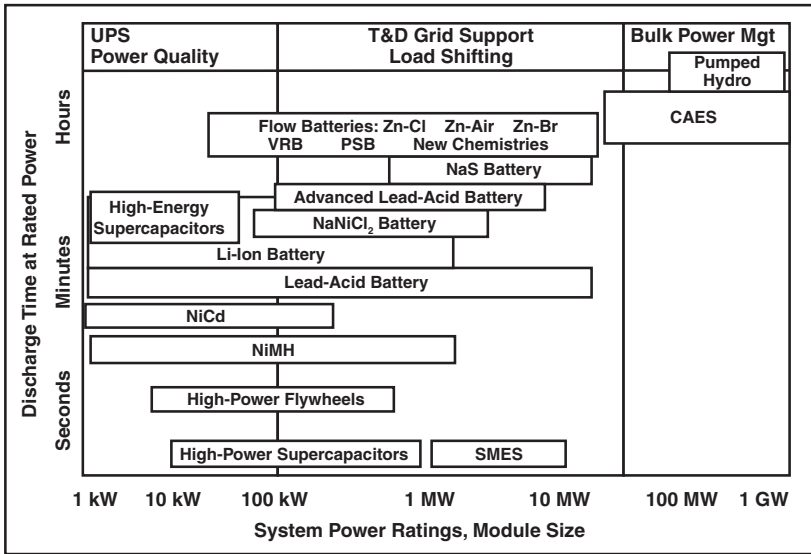 UPS
Power Quality
T&D Grid Support
Load Shifting
Bulk Power Mgt
Pumped
Hydro
CAES
Flow Batteries: Zn-Cl Zn-Air Zn-Br
VRB PSB New Chemistries
NaS Battery
Advanced Lead-Acid Battery
High-Energy
Supercapacitors
NaNiCl₂ Battery
Li-Ion Battery
Lead-Acid Battery
NiCd
NiMH
High-Power Flywheels
High-Power Supercapacitors
SMES
Discharge Time at Rated Power
Hours
Minutes
Seconds
1 kW 10 kW 100 kW 1 MW 10 MW 100 MW 1 GW
System Power Ratings, Module Size